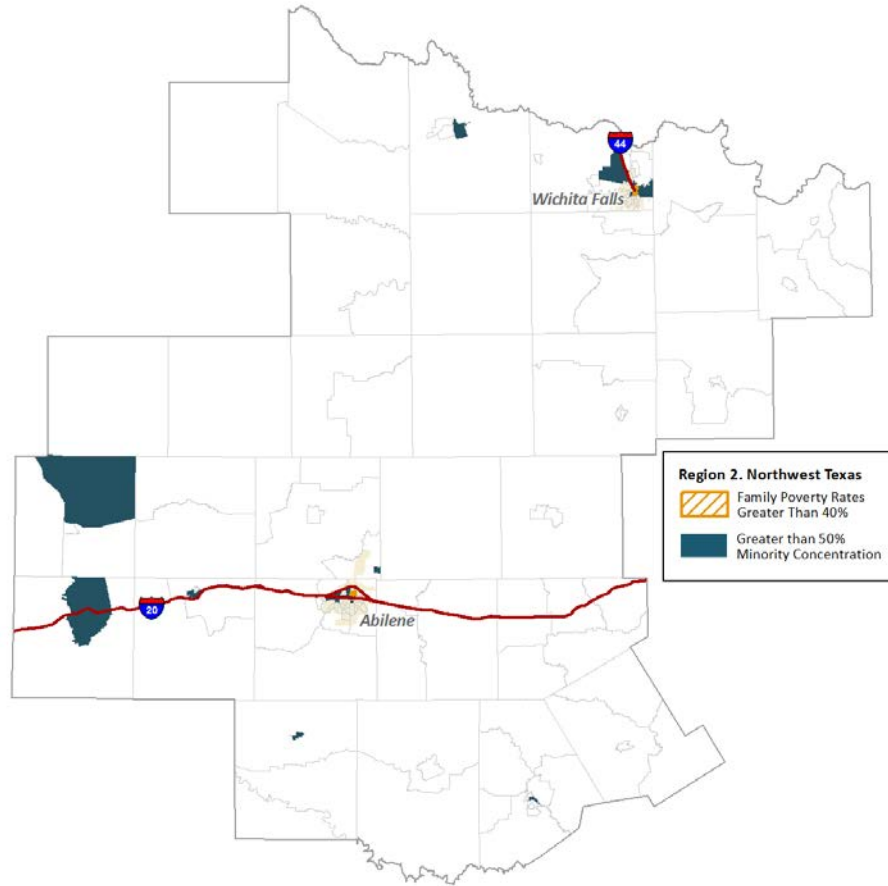 44
Wichita Falls
Region 2. Northwest Texas
Family Poverty Rates
Greater Than 40%
Greater than 50%
Minority Concentration
20
Abilene